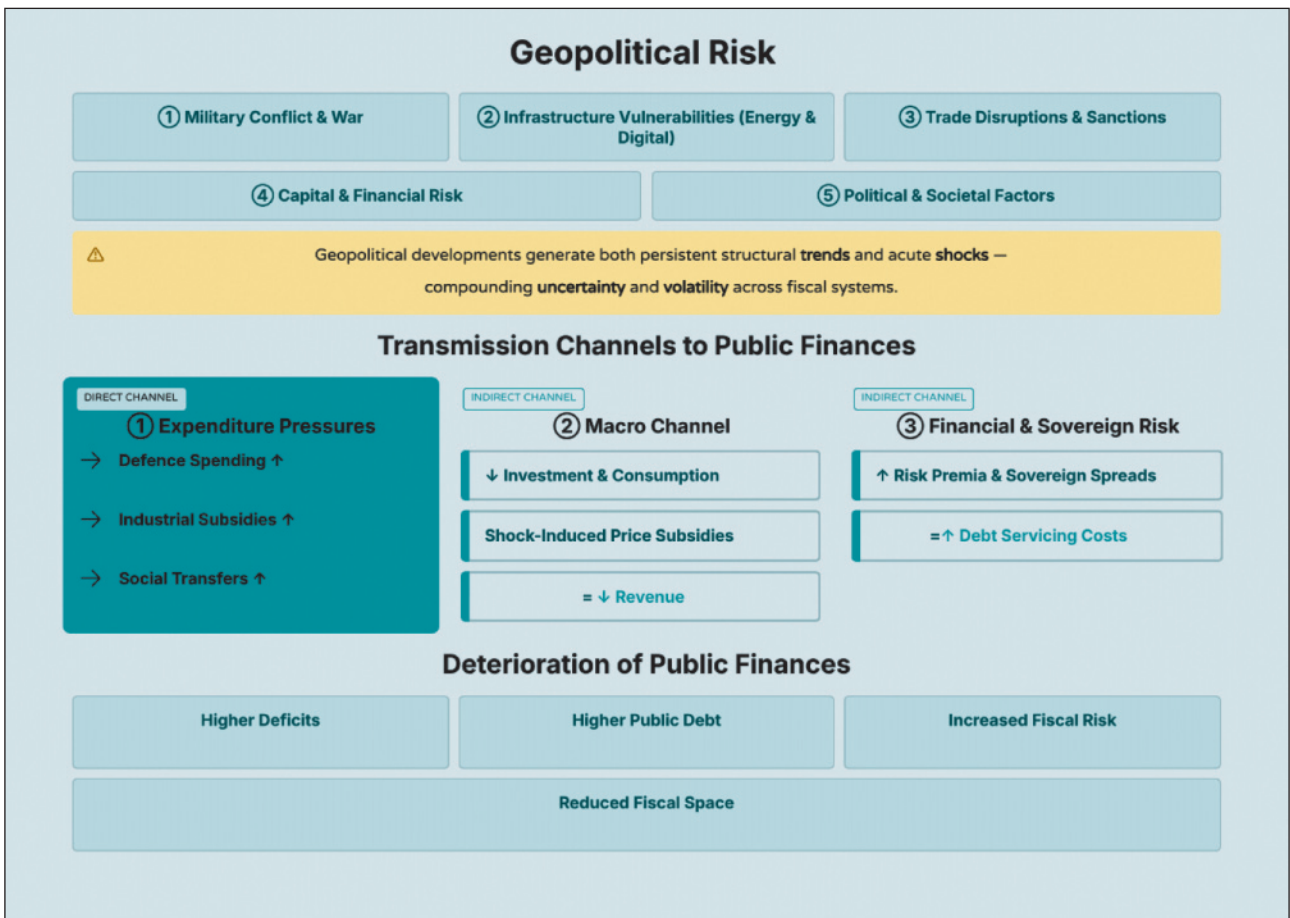 Geopolitical Risk
① Military Conflict & War
② Infrastructure Vulnerabilities (Energy &
Digital)
③ Trade Disruptions & Sanctions
④ Capital & Financial Risk
⑤ Political & Societal Factors
Geopolitical developments generate both persistent structural trends and acute shocks —
compounding uncertainty and volatility across fiscal systems.
Transmission Channels to Public Finances
DIRECT CHANNEL
① Expenditure Pressures
→ Defence Spending ↑
→ Industrial Subsidies ↑
→ Social Transfers ↑
INDIRECT CHANNEL
② Macro Channel
↓ Investment & Consumption
Shock-Induced Price Subsidies
= ↓ Revenue
INDIRECT CHANNEL
③ Financial & Sovereign Risk
↑ Risk Premia & Sovereign Spreads
=↑ Debt Servicing Costs
Deterioration of Public Finances
Higher Deficits
Higher Public Debt
Increased Fiscal Risk
Reduced Fiscal Space